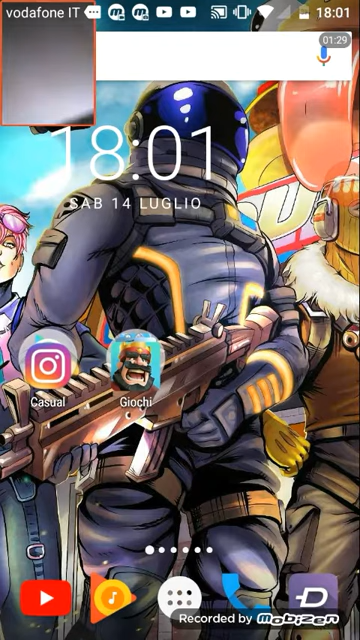 vodafone IT
18:01
01:29
18:01
SAB 14 LUGLIO
Casual
Giochi
Recorded by Mobizen